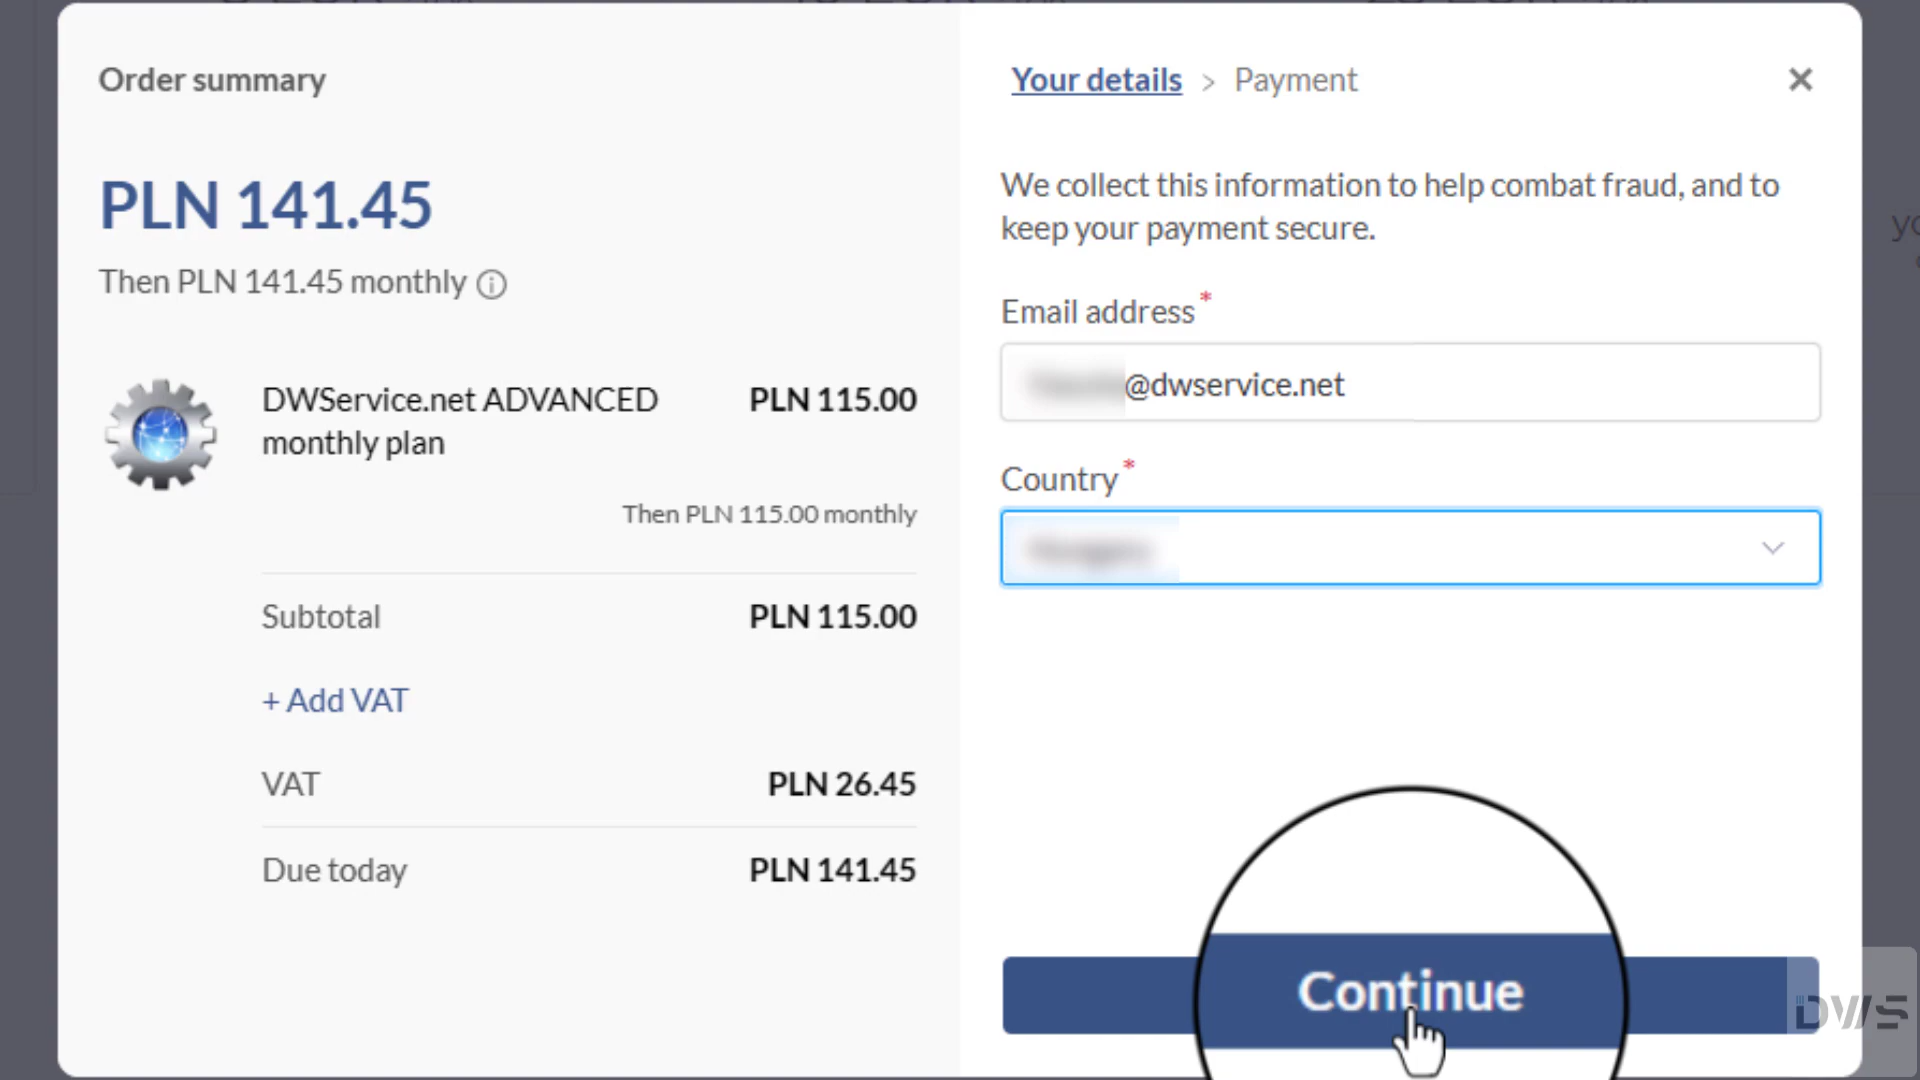 Order summary
PLN 141.45
Then PLN 141.45 monthly
DWService.net ADVANCED PLN 115.00
monthly plan
Then PLN 115.00 monthly
Subtotal PLN 115.00
+ Add VAT
VAT PLN 26.45
Due today PLN 141.45
Your details > Payment
We collect this information to help combat fraud, and to
keep your payment secure.
Email address *
@dwservice.net
Country *
Continue
DWS